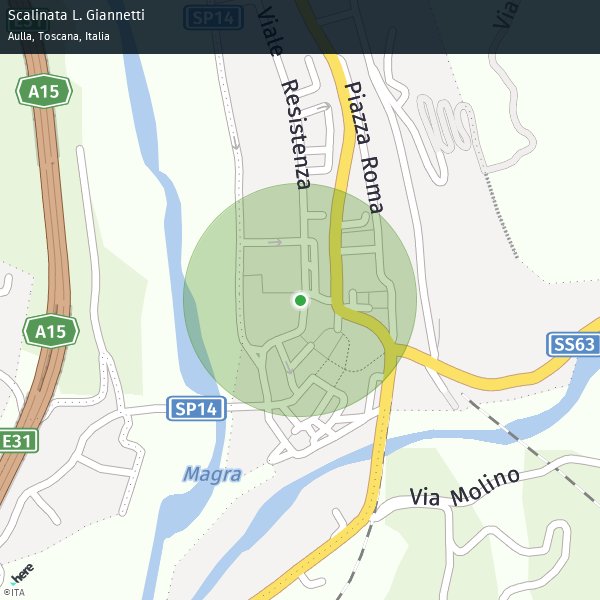 Scalinata L. Giannetti
Aulla, Toscana, Italia
E31
SP14
Viale Resistenza
Via
A15
Piazza Roma
A15
SS63
SP14
E31
Magra
Via Molino
here
©ITA